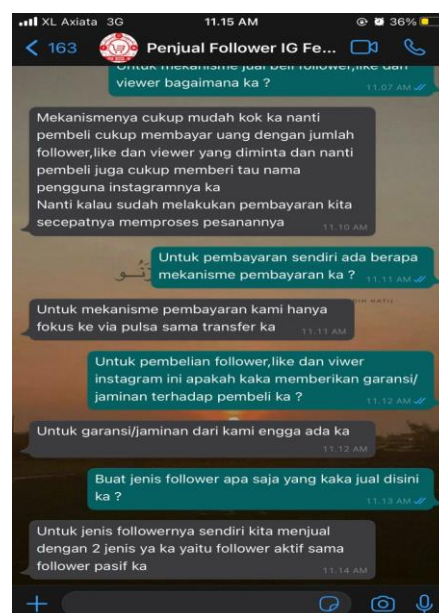 XL Axiata 3G 11.15 AM 36%
163 Penjual Follower IG Fe...
Untuk mekanisme jual beli follower,like dan
viewer bagaimana ka ?
11.07 AM
Mekanismenya cukup mudah kok ka nanti
pembeli cukup membayar uang dengan jumlah
follower,like dan viewer yang diminta dan nanti
pembeli juga cukup memberi tau nama
pengguna instagramnya ka
Nanti kalau sudah melakukan pembayaran kita
secepatnya memproses pesanannya
11.10 AM
Untuk pembayaran sendiri ada berapa
mekanisme pembayaran ka ?
11.11 AM
Untuk mekanisme pembayaran kami hanya
fokus ke via pulsa sama transfer ka
11.11 AM
Untuk pembelian follower,like dan viwer
instagram ini apakah kaka memberikan garansi/
jaminan terhadap pembeli ka ?
11.12 AM
Untuk garansi/jaminan dari kami engga ada ka
11.12 AM
Buat jenis follower apa saja yang kaka jual disini
ka ?
11.13 AM
Untuk jenis followernya sendiri kita menjual
dengan 2 jenis ya ka yaitu follower aktif sama
follower pasif ka
11.14 AM